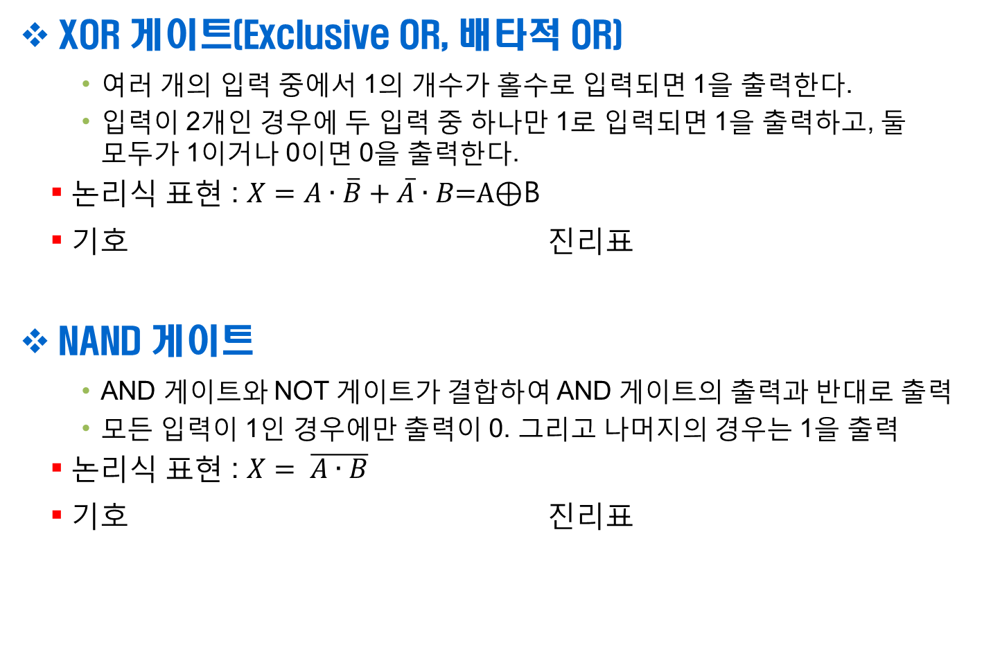 ❖ XOR 게이트(Exclusive OR, 배타적 OR)
• 여러 개의 입력 중에서 1의 개수가 홀수로 입력되면 1을 출력한다.
• 입력이 2개인 경우에 두 입력 중 하나만 1로 입력되면 1을 출력하고, 둘
모두가 1이거나 0이면 0을 출력한다.
▪ 논리식 표현 : X = A · B̅ + A̅ · B=A⊕B
▪ 기호 진리표
❖ NAND 게이트
• AND 게이트와 NOT 게이트가 결합하여 AND 게이트의 출력과 반대로 출력
• 모든 입력이 1인 경우에만 출력이 0. 그리고 나머지의 경우는 1을 출력
▪ 논리식 표현 : X = A̅ ̅·̅ ̅B̅
▪ 기호 진리표